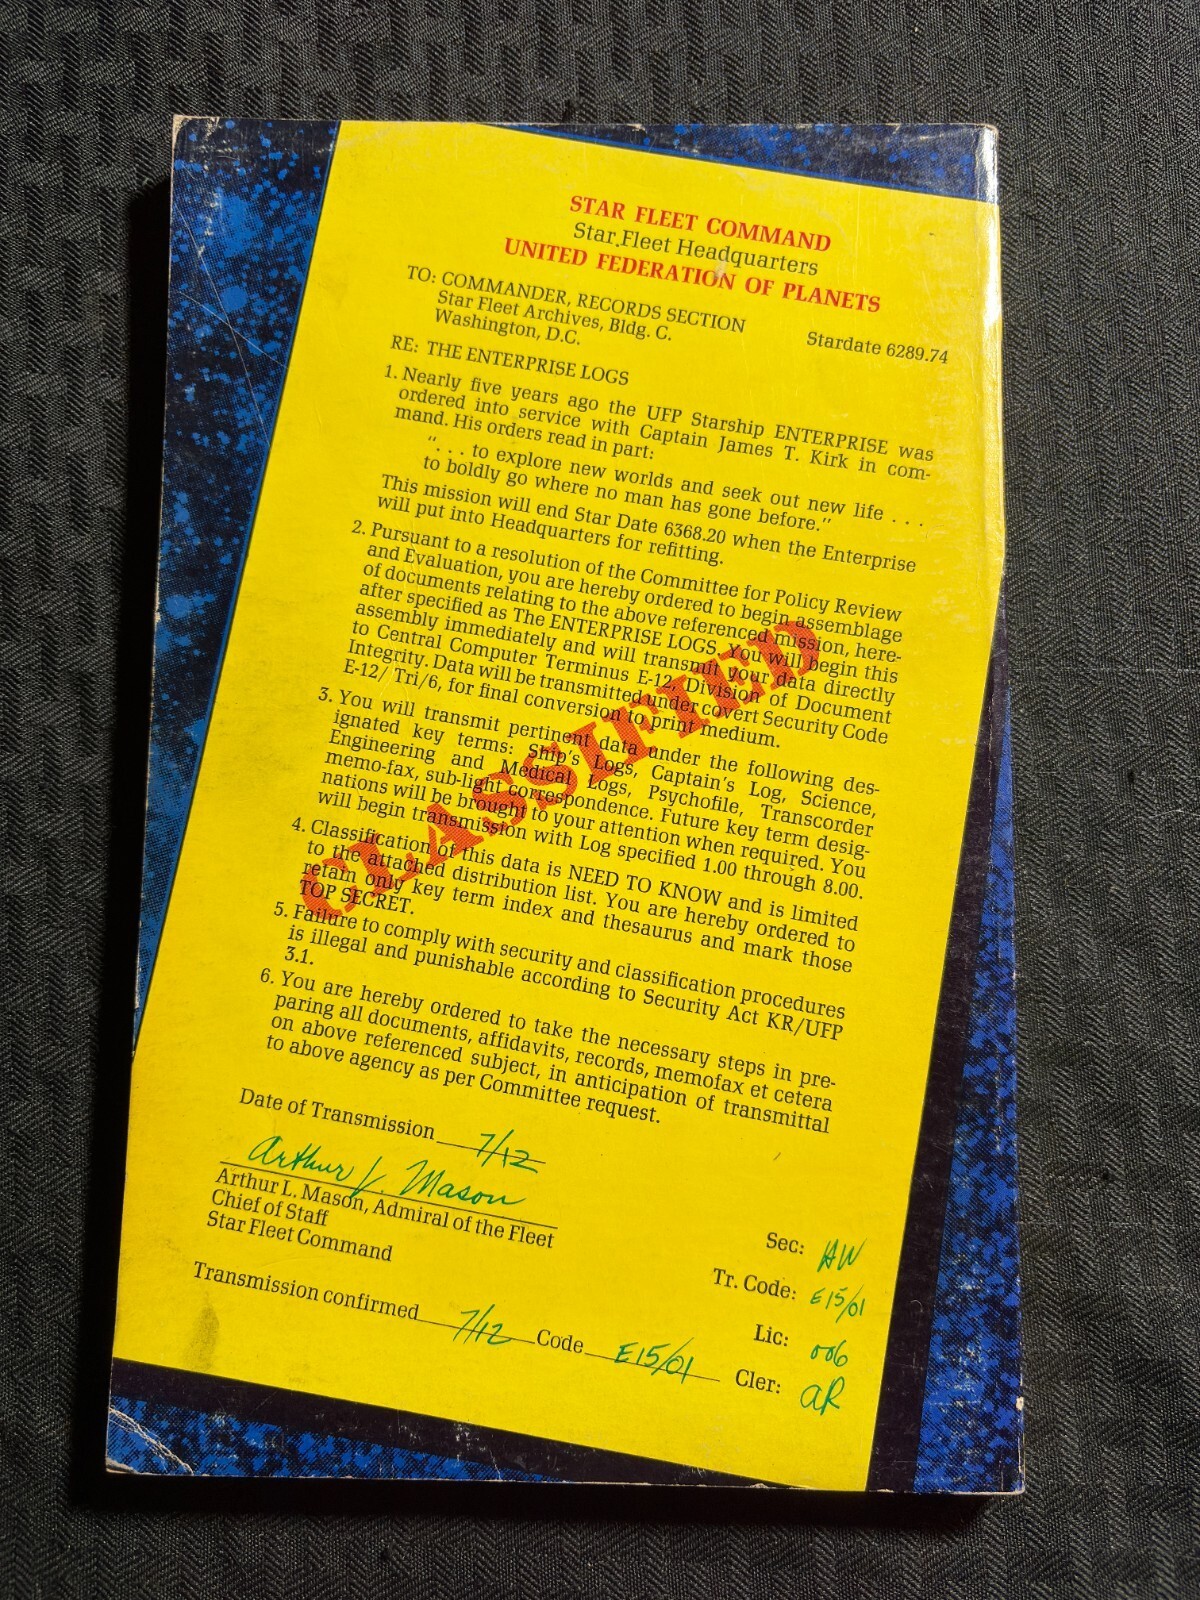 STAR FLEET COMMAND
Star Fleet Headquarters
UNITED FEDERATION OF PLANETS
TO: COMMANDER, RECORDS SECTION
Star Fleet Archives, Bldg. C.
Washington, D.C.
Stardate 6289.74
RE: THE ENTERPRISE LOGS
1. Nearly five years ago the UFP Starship ENTERPRISE was
ordered into service with Captain James T. Kirk in com-
mand. His orders read in part:
". . . to explore new worlds and seek out new life . . .
to boldly go where no man has gone before."
This mission will end Star Date 6368.20 when the Enterprise
will put into Headquarters for refitting.
2. Pursuant to a resolution of the Committee for Policy Review
and Evaluation, you are hereby ordered to begin assemblage
of documents relating to the above referenced mission, here-
after specified as The ENTERPRISE LOGS. You will begin this
assembly immediately and will transmit your data directly
to Central Computer Terminus E-12, Division of Document
Integrity. Data will be transmitted under covert Security Code
E-12/ Tri/6, for final conversion to print medium.
3. You will transmit pertinent data under the following des-
ignated key terms: Ship's Logs, Captain's Log, Science,
Engineering and Medical Logs, Psychofile, Transcorder
memo-fax, sub-light correspondence. Future key term desig-
nations will be brought to your attention when required. You
will begin transmission with Log specified 1.00 through 8.00.
4. Classification of this data is NEED TO KNOW and is limited
to the attached distribution list. You are hereby ordered to
retain only key term index and thesaurus and mark those
TOP SECRET.
5. Failure to comply with security and classification procedures
is illegal and punishable according to Security Act KR/UFP
3.1.
6. You are hereby ordered to take the necessary steps in pre-
paring all documents, affidavits, records, memofax et cetera
on above referenced subject, in anticipation of transmittal
to above agency as per Committee request.
CLASSIFIED
Date of Transmission 7/12
Arthur L. Mason
Arthur L. Mason, Admiral of the Fleet
Chief of Staff
Star Fleet Command
Transmission confirmed 7/12 Code E15/01
Sec: AW
Tr. Code: E15/01
Lic: 006
Cler: AR